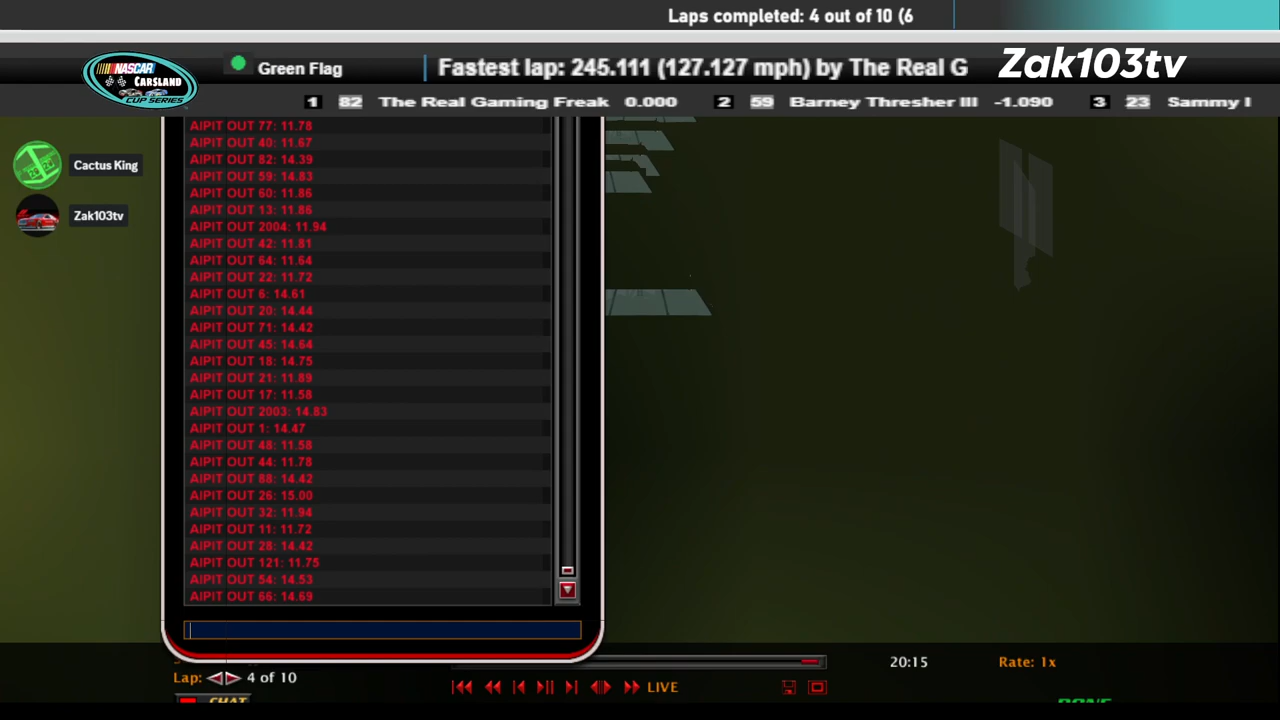 Laps completed: 4 out of 10 (6
NASCAR
CARSLAND
CUP SERIES
Green Flag
Fastest lap: 245.111 (127.127 mph) by The Real G
Zak103tv
1 82 The Real Gaming Freak 0.000 2 59 Barney Thresher III -1.090 3 23 Sammy I
Cactus King
Zak103tv
AIPIT OUT 77: 11.78
AIPIT OUT 40: 11.67
AIPIT OUT 82: 14.39
AIPIT OUT 59: 14.83
AIPIT OUT 60: 11.86
AIPIT OUT 13: 11.86
AIPIT OUT 2004: 11.94
AIPIT OUT 42: 11.81
AIPIT OUT 64: 11.64
AIPIT OUT 22: 11.72
AIPIT OUT 6: 14.61
AIPIT OUT 20: 14.44
AIPIT OUT 71: 14.42
AIPIT OUT 45: 14.64
AIPIT OUT 18: 14.75
AIPIT OUT 21: 11.89
AIPIT OUT 17: 11.58
AIPIT OUT 2003: 14.83
AIPIT OUT 1: 14.47
AIPIT OUT 48: 11.58
AIPIT OUT 44: 11.78
AIPIT OUT 88: 14.42
AIPIT OUT 26: 15.00
AIPIT OUT 32: 11.94
AIPIT OUT 11: 11.72
AIPIT OUT 28: 14.42
AIPIT OUT 121: 11.75
AIPIT OUT 54: 14.53
AIPIT OUT 66: 14.69
20:15
Rate: 1x
Lap: 4 of 10
LIVE
CHAT
DONE